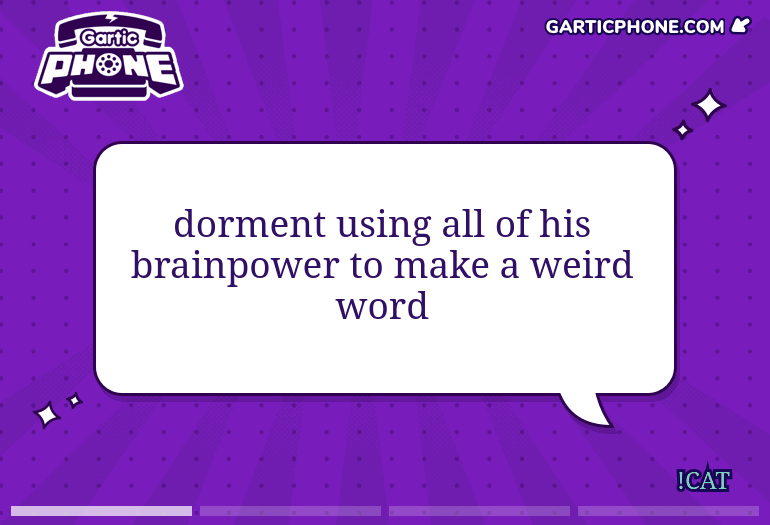 Gartic
PHONE
GARTICPHONE.COM
dorment using all of his
brainpower to make a weird
word
!CAT